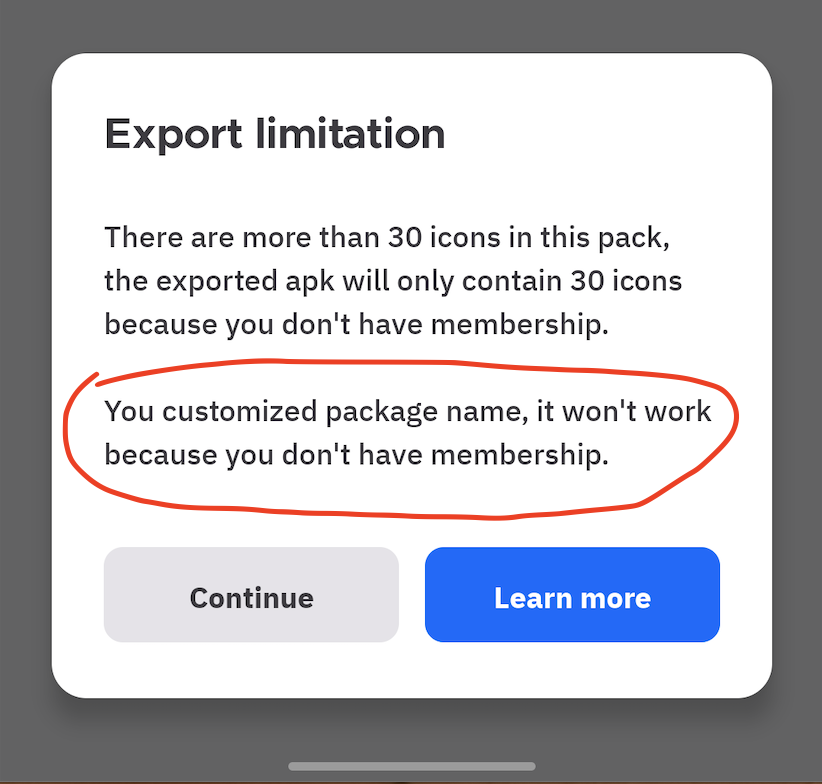 Export limitation
There are more than 30 icons in this pack,
the exported apk will only contain 30 icons
because you don't have membership.
You customized package name, it won't work
because you don't have membership.
Continue
Learn more